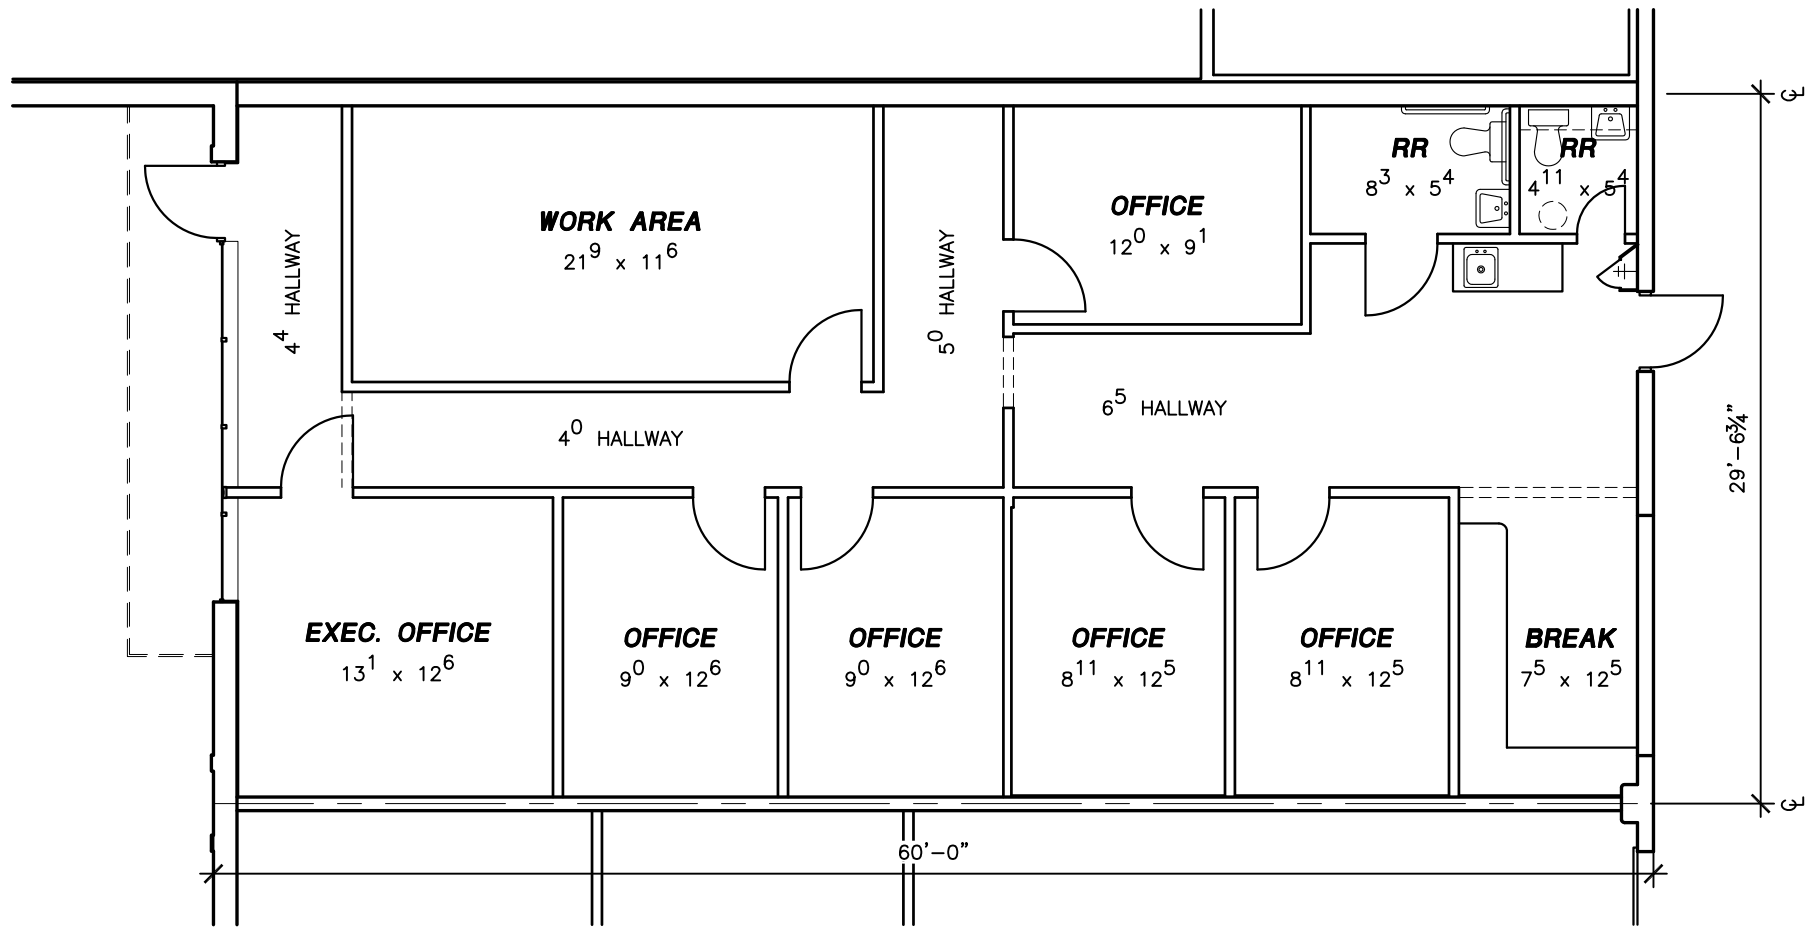 ℄
RR
8³ x 5⁴
RR
4¹¹ x 5⁴
WORK AREA
21⁹ x 11⁶
OFFICE
12⁰ x 9¹
4⁴ HALLWAY
5⁰ HALLWAY
6⁵ HALLWAY
4⁰ HALLWAY
29'-6¾"
EXEC. OFFICE
13¹ x 12⁶
OFFICE
9⁰ x 12⁶
OFFICE
9⁰ x 12⁶
OFFICE
8¹¹ x 12⁵
OFFICE
8¹¹ x 12⁵
BREAK
7⁵ x 12⁵
℄
60'-0"